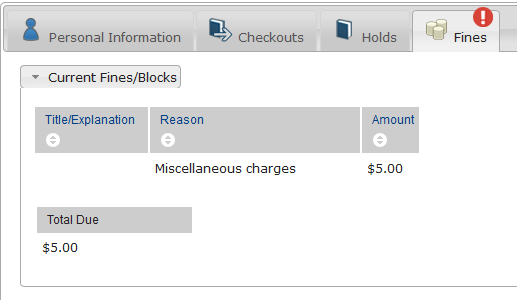 Personal Information Checkouts Holds Fines
Current Fines/Blocks
Title/Explanation Reason Amount
Miscellaneous charges $5.00
Total Due
$5.00